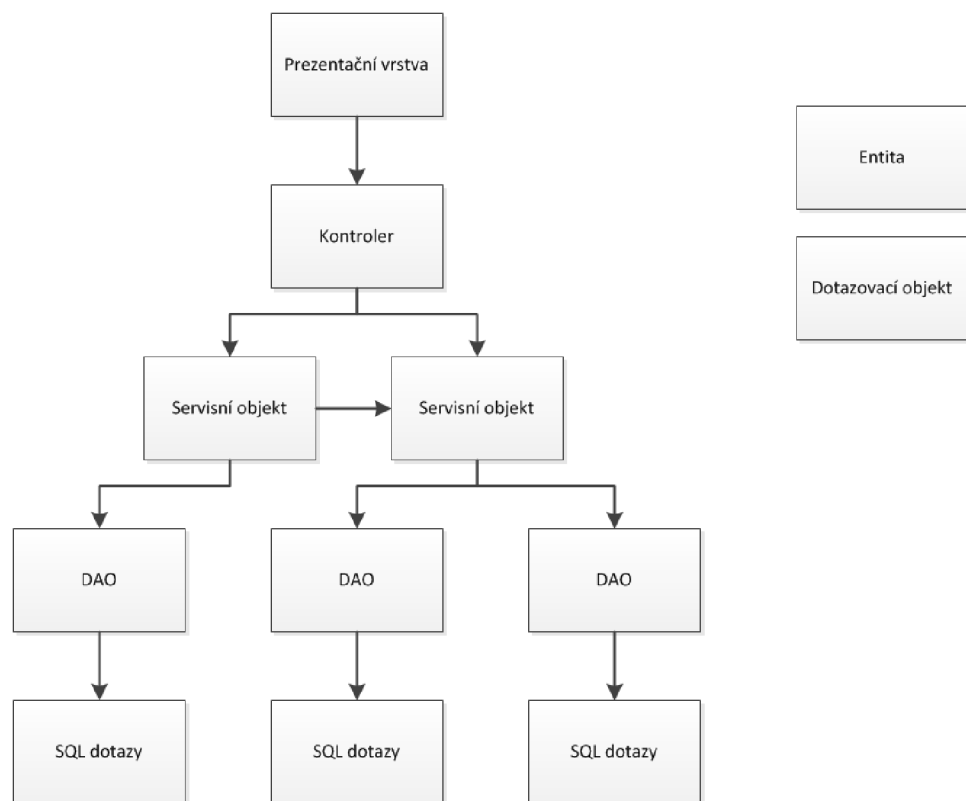 Prezentační vrstva
Entita
Kontroler
Dotazovací objekt
Servisní objekt
Servisní objekt
DAO
DAO
DAO
SQL dotazy
SQL dotazy
SQL dotazy